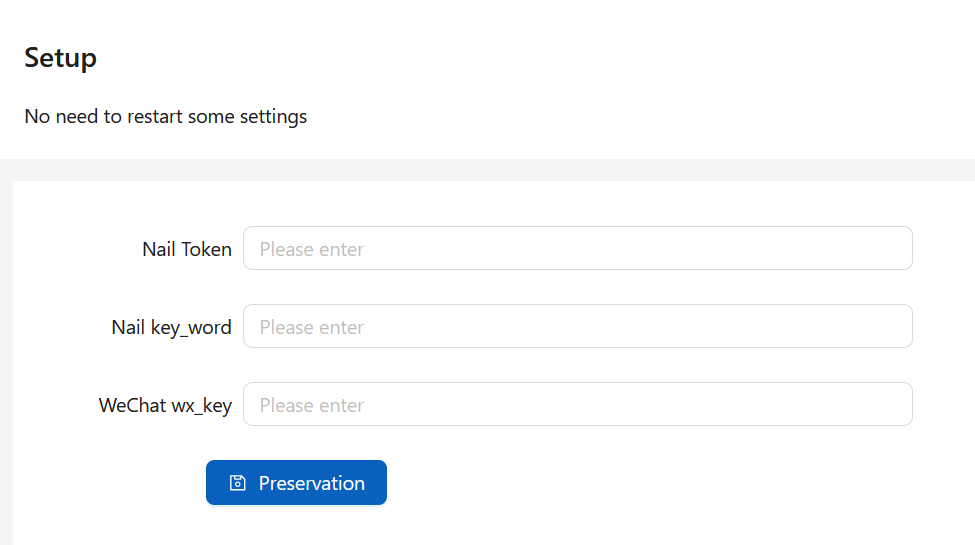 Setup
No need to restart some settings
Nail Token Please enter
Nail key_word Please enter
WeChat wx_key Please enter
Preservation